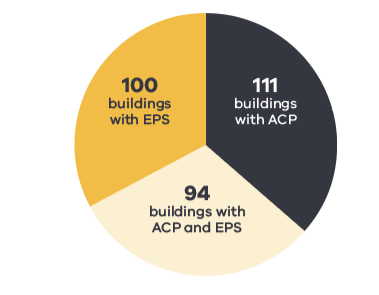 100
buildings
with EPS
111
buildings
with ACP
94
buildings with
ACP and EPS